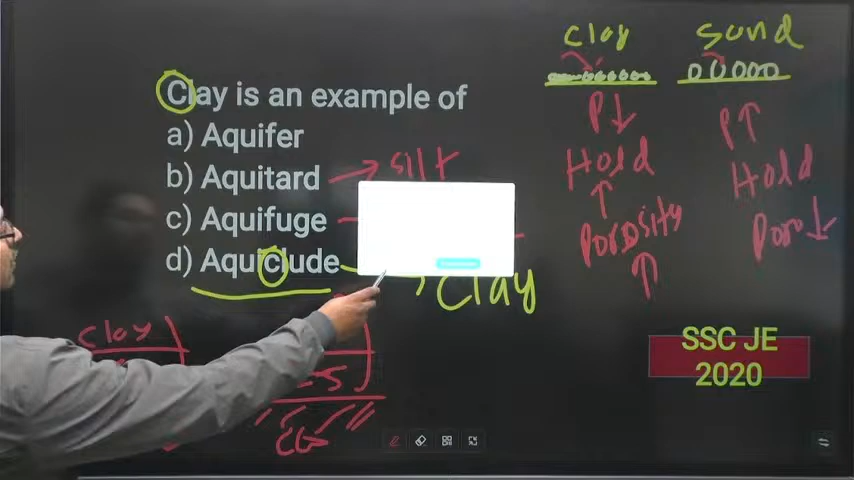 Clay is an example of
a) Aquifer
b) Aquitard → silt
c) Aquifuge
d) Aquiclude
clay
clay
sand
P↓
P↑
Hold ↑
Hold
Porosity ↑
Poro ↓
clay
SSC JE
2020